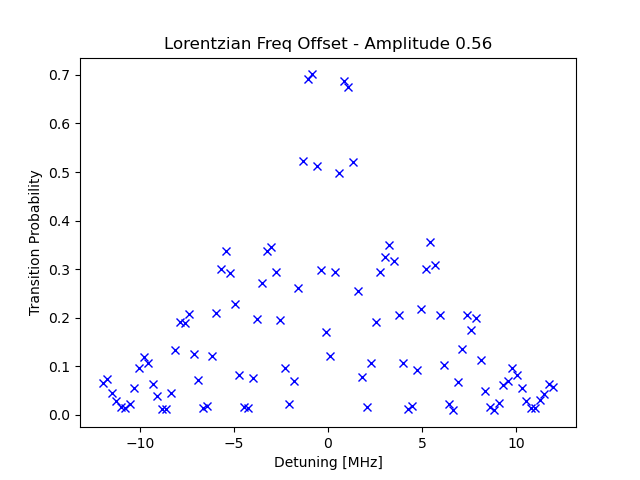 Lorentzian Freq Offset - Amplitude 0.56
Transition Probability
0.7
0.6
0.5
0.4
0.3
0.2
0.1
0.0
−10 −5 0 5 10
Detuning [MHz]